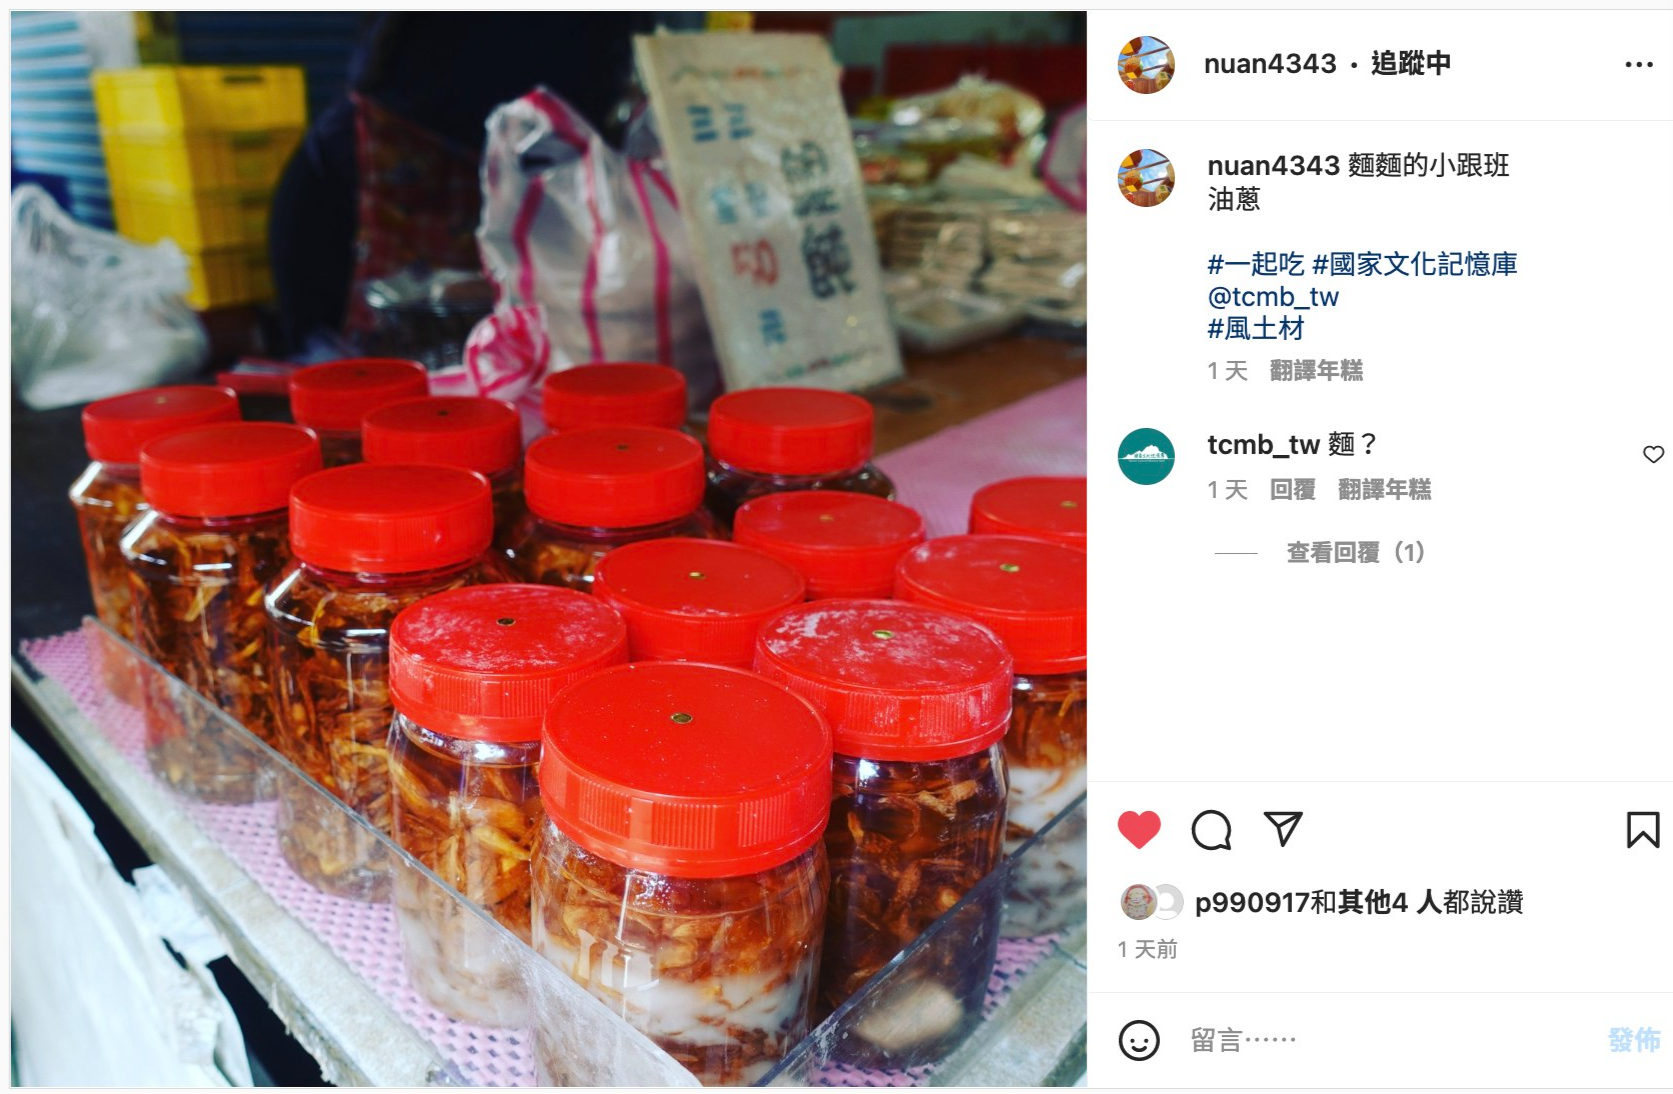 nuan4343 • 追蹤中
nuan4343 麵麵的小跟班
油蔥
#一起吃 #國家文化記憶庫
@tcmb_tw
#風土材
1 天 翻譯年糕
tcmb_tw 麵？
1 天 回覆 翻譯年糕
查看回覆（1）
p990917和其他4 人都說讚
1 天前
留言……
發佈